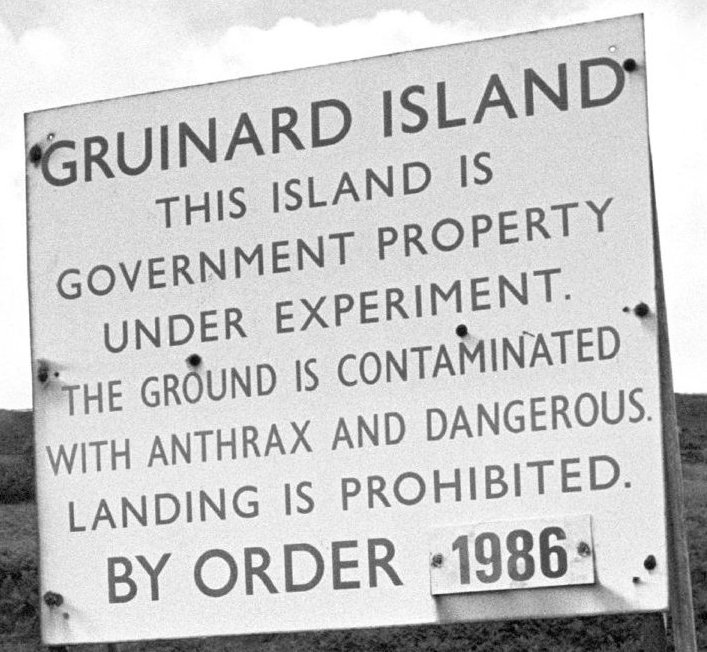 GRUINARD ISLAND
THIS ISLAND IS
GOVERNMENT PROPERTY
UNDER EXPERIMENT.
THE GROUND IS CONTAMINATED
WITH ANTHRAX AND DANGEROUS.
LANDING IS PROHIBITED.
BY ORDER 1986